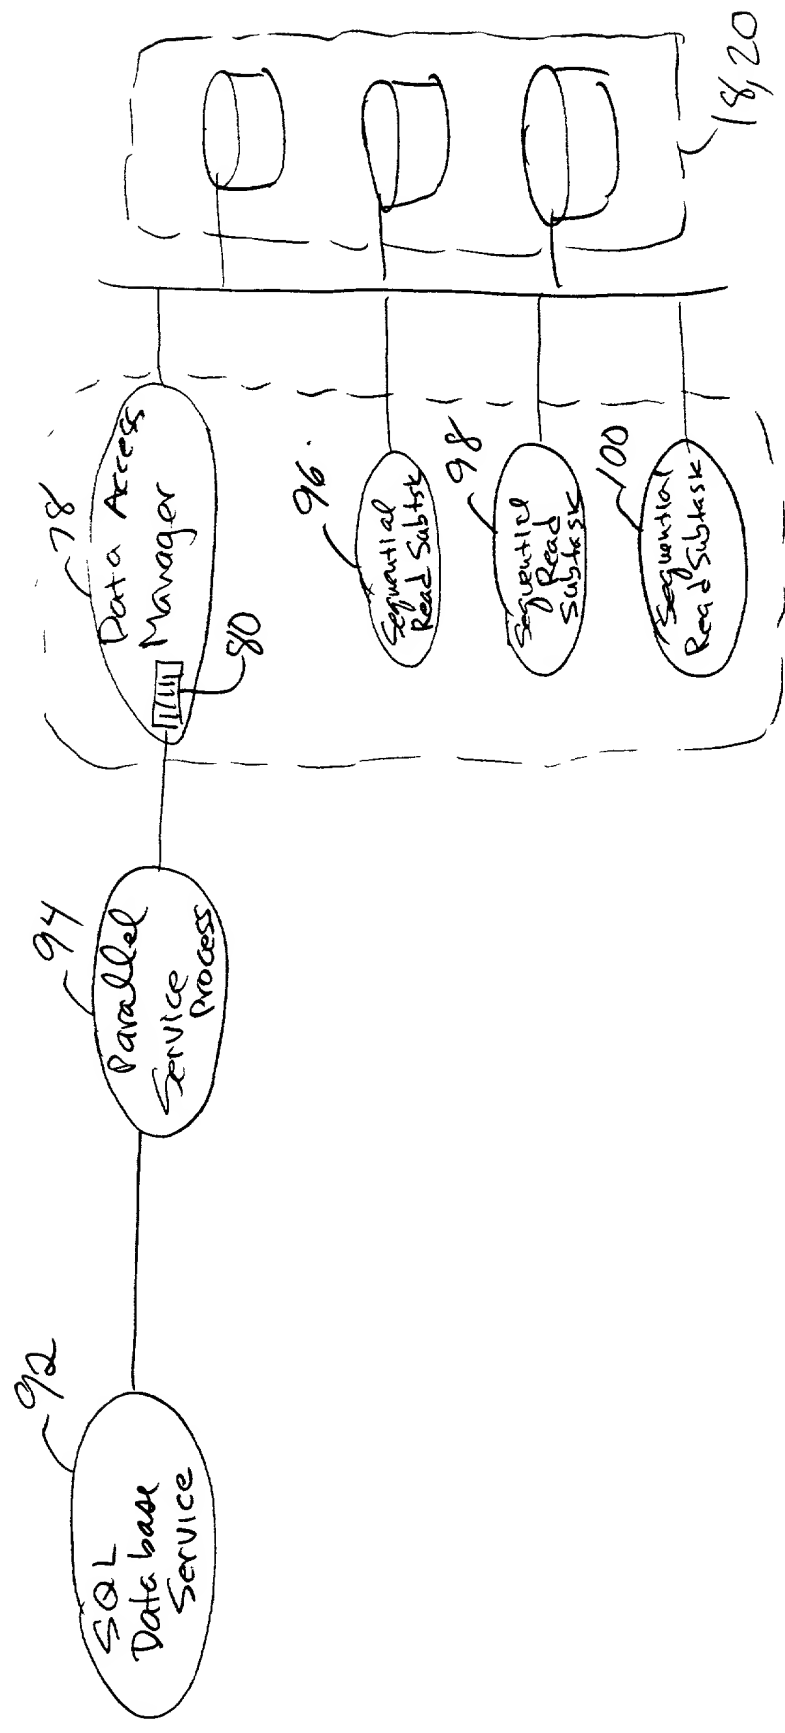 92
SQL
Database
Service
94
Parallel
Service
Process
78
Data Access
Manager
80
96
Sequential
Read Subtsk
98
Sequential
Read
Subtask
100
Sequential
Read Subtask
18,20